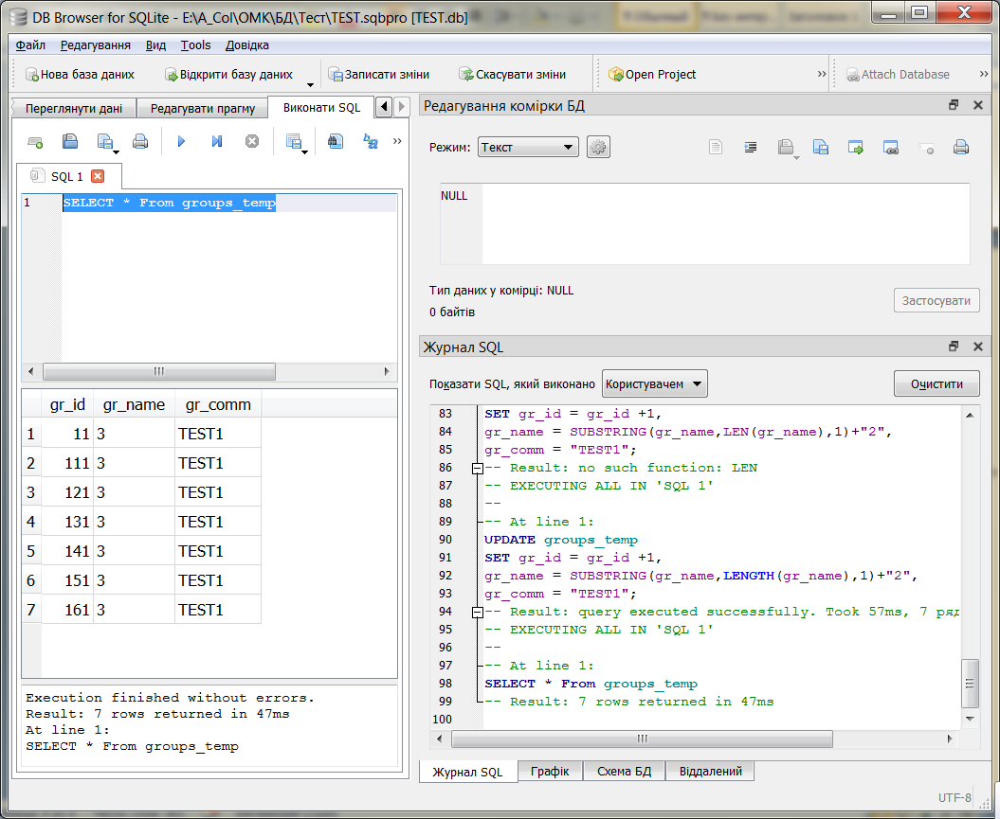 DB Browser for SQLite - E:\A_Col\ОМК\БД\Тест\TEST.sqbpro [TEST.db]
Файл Редагування Вид Tools Довідка
Нова база даних Відкрити базу даних Записати зміни Скасувати зміни Open Project » Attach Database »
Переглянути дані Редагувати прагму Виконати SQL
»
SQL 1
1 SELECT * From groups_temp
gr_id gr_name gr_comm
1 11 3 TEST1
2 111 3 TEST1
3 121 3 TEST1
4 131 3 TEST1
5 141 3 TEST1
6 151 3 TEST1
7 161 3 TEST1
Execution finished without errors.
Result: 7 rows returned in 47ms
At line 1:
SELECT * From groups_temp
Редагування комірки БД
Режим: Текст
NULL
Тип даних у комірці: NULL
0 байтів
Застосувати
Журнал SQL
Показати SQL, який виконано Користувачем Очистити
83 SET gr_id = gr_id +1,
84 gr_name = SUBSTRING(gr_name,LEN(gr_name),1)+"2",
85 gr_comm = "TEST1";
86 -- Result: no such function: LEN
87 -- EXECUTING ALL IN 'SQL 1'
88 --
89 -- At line 1:
90 UPDATE groups_temp
91 SET gr_id = gr_id +1,
92 gr_name = SUBSTRING(gr_name,LENGTH(gr_name),1)+"2",
93 gr_comm = "TEST1";
94 -- Result: query executed successfully. Took 57ms, 7 ряд
95 -- EXECUTING ALL IN 'SQL 1'
96 --
97 -- At line 1:
98 SELECT * From groups_temp
99 -- Result: 7 rows returned in 47ms
100
Журнал SQL Графік Схема БД Віддалений
UTF-8